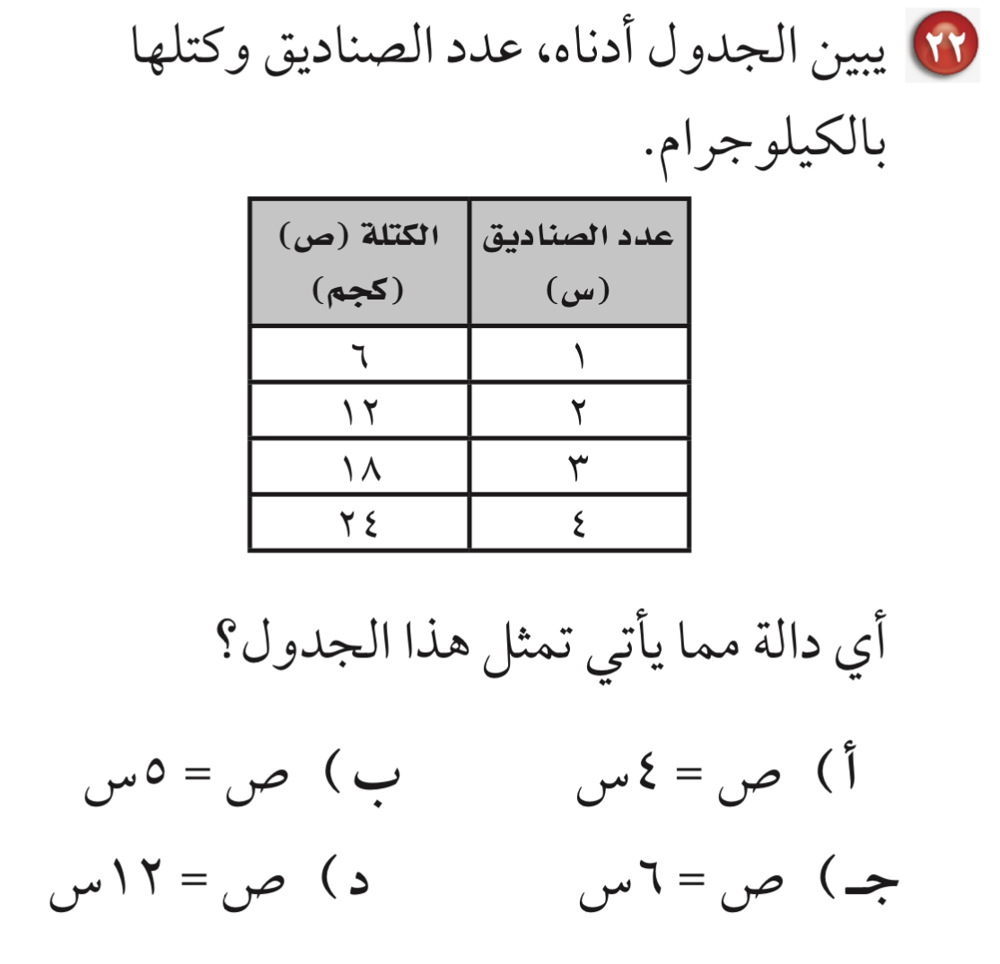 ٢٢ يبين الجدول أدناه، عدد الصناديق وكتلها
بالكيلوجرام.
عدد الصناديق (س) الكتلة (ص) (كجم)
١ ٦
٢ ١٢
٣ ١٨
٤ ٢٤
أي دالة مما يأتي تمثل هذا الجدول؟
أ) ص = ٤س ب) ص = ٥س
جـ) ص = ٦س د) ص = ١٢س